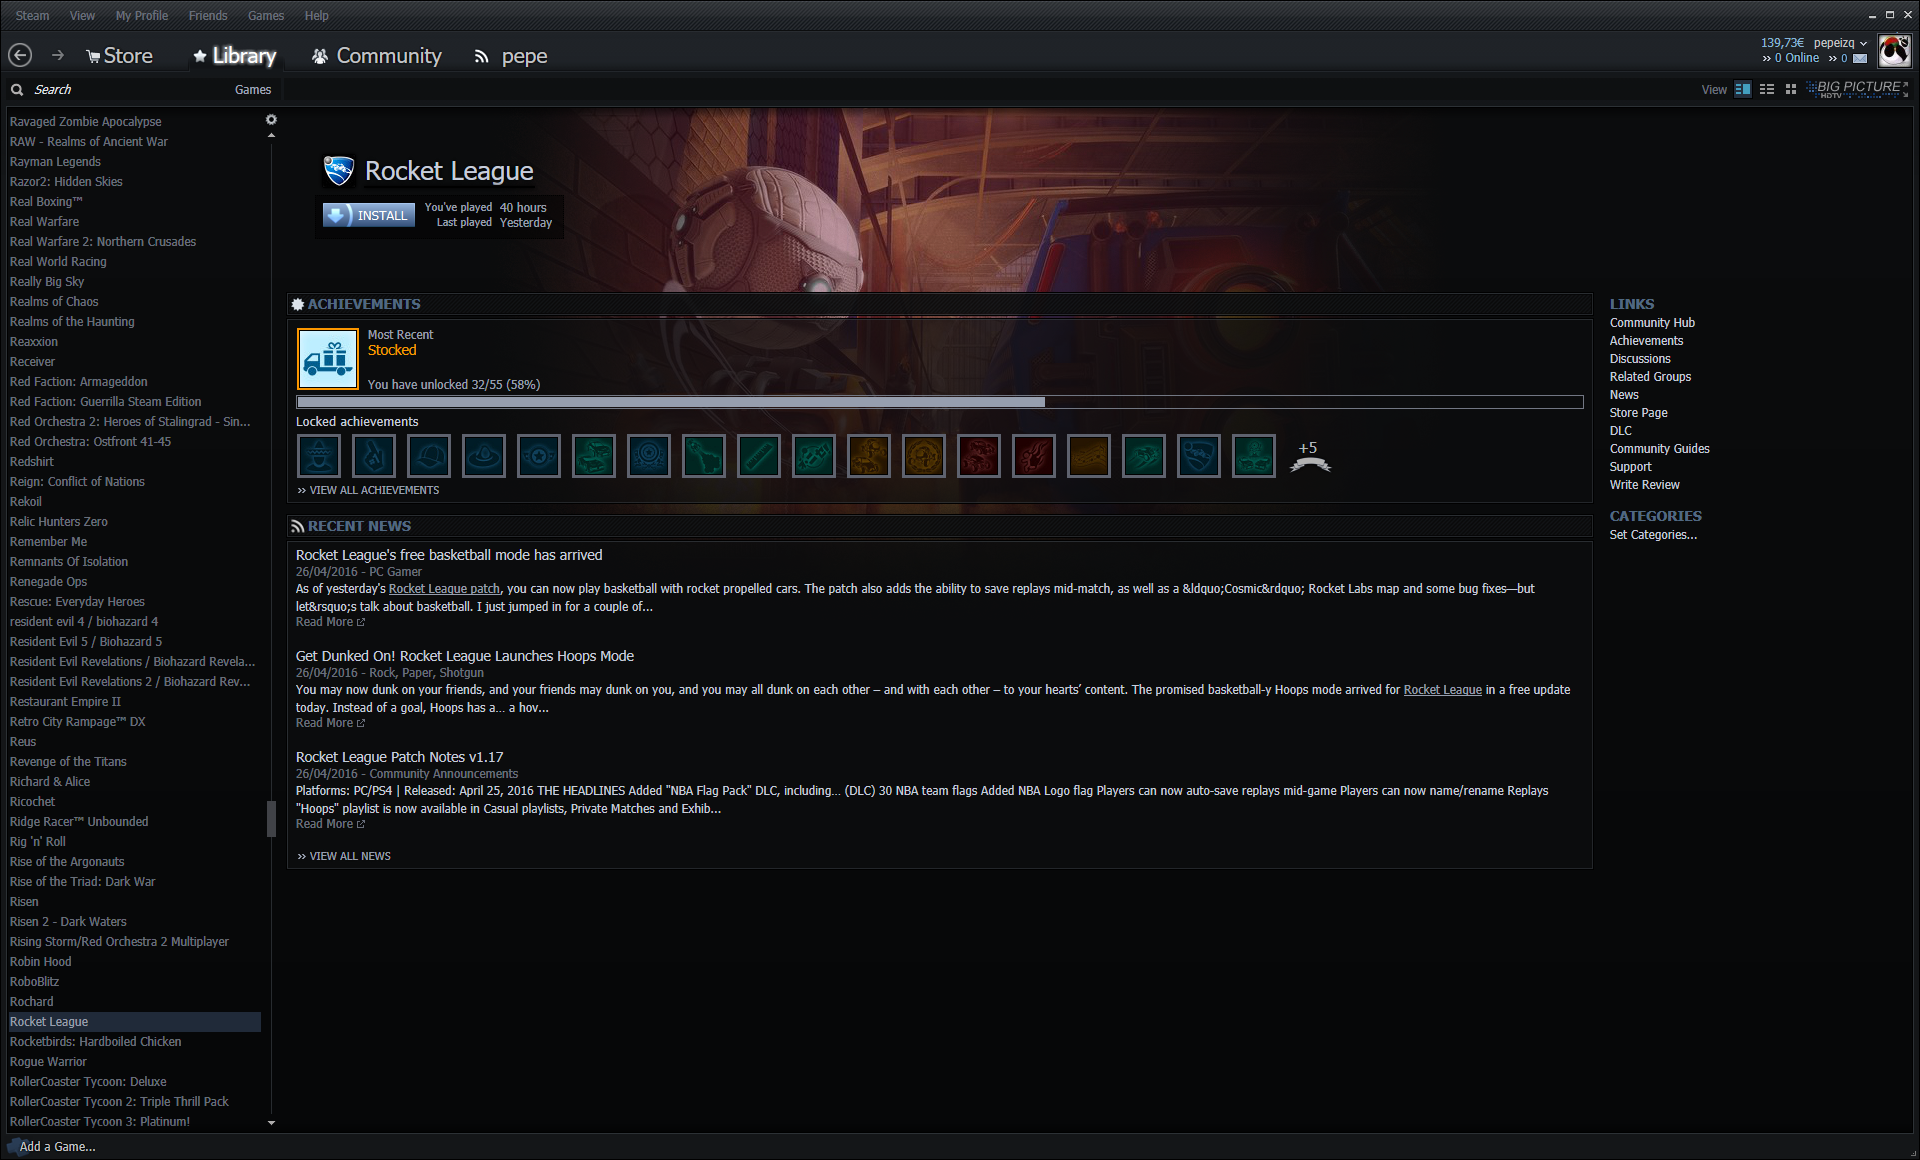 Steam View My Profile Friends Games Help
Store Library Community pepe
139,73€ pepeizq
» 0 Online » 0
Search Games
View BIG PICTURE
HDTV
Ravaged Zombie Apocalypse
RAW - Realms of Ancient War
Rayman Legends
Razor2: Hidden Skies
Real Boxing™
Real Warfare
Real Warfare 2: Northern Crusades
Real World Racing
Really Big Sky
Realms of Chaos
Realms of the Haunting
Reaxxion
Receiver
Red Faction: Armageddon
Red Faction: Guerrilla Steam Edition
Red Orchestra 2: Heroes of Stalingrad - Sin...
Red Orchestra: Ostfront 41-45
Redshirt
Reign: Conflict of Nations
Rekoil
Relic Hunters Zero
Remember Me
Remnants Of Isolation
Renegade Ops
Rescue: Everyday Heroes
resident evil 4 / biohazard 4
Resident Evil 5 / Biohazard 5
Resident Evil Revelations / Biohazard Revela...
Resident Evil Revelations 2 / Biohazard Rev...
Restaurant Empire II
Retro City Rampage™ DX
Reus
Revenge of the Titans
Richard & Alice
Ricochet
Ridge Racer™ Unbounded
Rig 'n' Roll
Rise of the Argonauts
Rise of the Triad: Dark War
Risen
Risen 2 - Dark Waters
Rising Storm/Red Orchestra 2 Multiplayer
Robin Hood
RoboBlitz
Rochard
Rocket League
Rocketbirds: Hardboiled Chicken
Rogue Warrior
RollerCoaster Tycoon: Deluxe
RollerCoaster Tycoon 2: Triple Thrill Pack
RollerCoaster Tycoon 3: Platinum!
Add a Game...
Rocket League
INSTALL
You've played 40 hours
Last played Yesterday
ACHIEVEMENTS
Most Recent
Stocked
You have unlocked 32/55 (58%)
Locked achievements
+5
» VIEW ALL ACHIEVEMENTS
RECENT NEWS
Rocket League's free basketball mode has arrived
26/04/2016 - PC Gamer
As of yesterday's Rocket League patch, you can now play basketball with rocket propelled cars. The patch also adds the ability to save replays mid-match, as well as a &ldquo;Cosmic&rdquo; Rocket Labs map and some bug fixes—but
let&rsquo;s talk about basketball. I just jumped in for a couple of...
Read More
Get Dunked On! Rocket League Launches Hoops Mode
26/04/2016 - Rock, Paper, Shotgun
You may now dunk on your friends, and your friends may dunk on you, and you may all dunk on each other – and with each other – to your hearts’ content. The promised basketball-y Hoops mode arrived for Rocket League in a free update
today. Instead of a goal, Hoops has a… a hov...
Read More
Rocket League Patch Notes v1.17
26/04/2016 - Community Announcements
Platforms: PC/PS4 | Released: April 25, 2016 THE HEADLINES Added "NBA Flag Pack" DLC, including… (DLC) 30 NBA team flags Added NBA Logo flag Players can now auto-save replays mid-game Players can now name/rename Replays
"Hoops" playlist is now available in Casual playlists, Private Matches and Exhib...
Read More
» VIEW ALL NEWS
LINKS
Community Hub
Achievements
Discussions
Related Groups
News
Store Page
DLC
Community Guides
Support
Write Review
CATEGORIES
Set Categories...